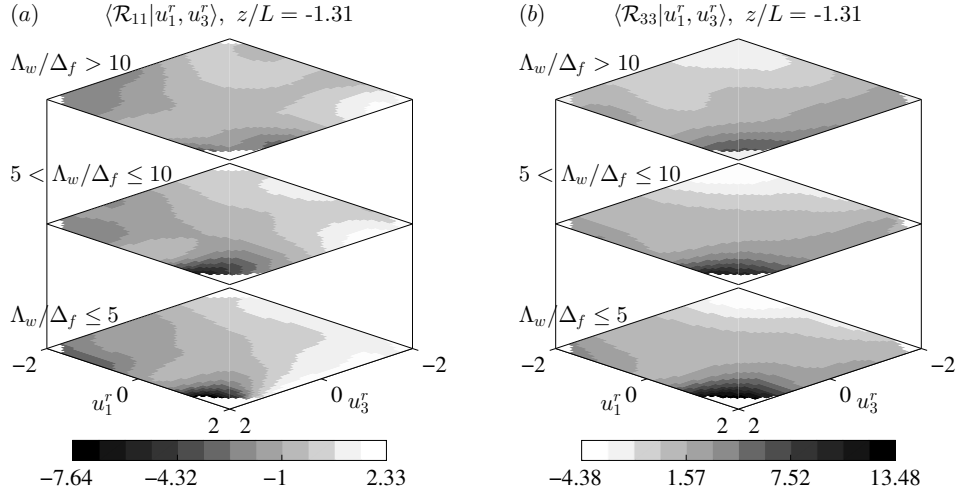 (a) ⟨R₁₁|u₁ʳ, u₃ʳ⟩, z/L = -1.31
Λw/Δf > 10
5 < Λw/Δf ≤ 10
Λw/Δf ≤ 5
−2 −2
u₁ʳ 0 0 u₃ʳ
2 2
−7.64 −4.32 −1 2.33
(b) ⟨R₃₃|u₁ʳ, u₃ʳ⟩, z/L = -1.31
Λw/Δf > 10
5 < Λw/Δf ≤ 10
Λw/Δf ≤ 5
−2 −2
u₁ʳ 0 0 u₃ʳ
2 2
−4.38 1.57 7.52 13.48